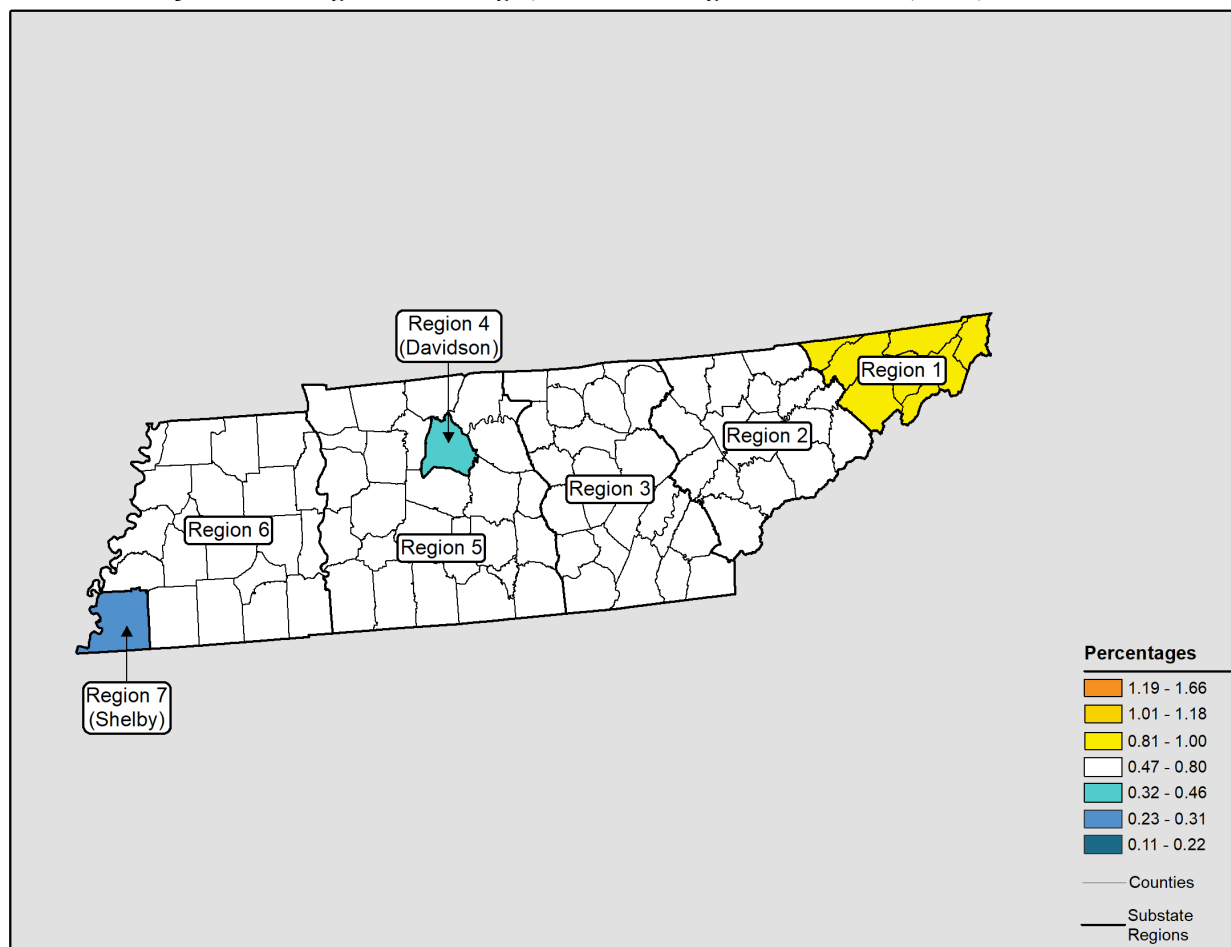 Region 4
(Davidson)
Region 1
Region 2
Region 3
Region 6
Region 5
Region 7
(Shelby)
Percentages
1.19 - 1.66
1.01 - 1.18
0.81 - 1.00
0.47 - 0.80
0.32 - 0.46
0.23 - 0.31
0.11 - 0.22
Counties
Substate
Regions